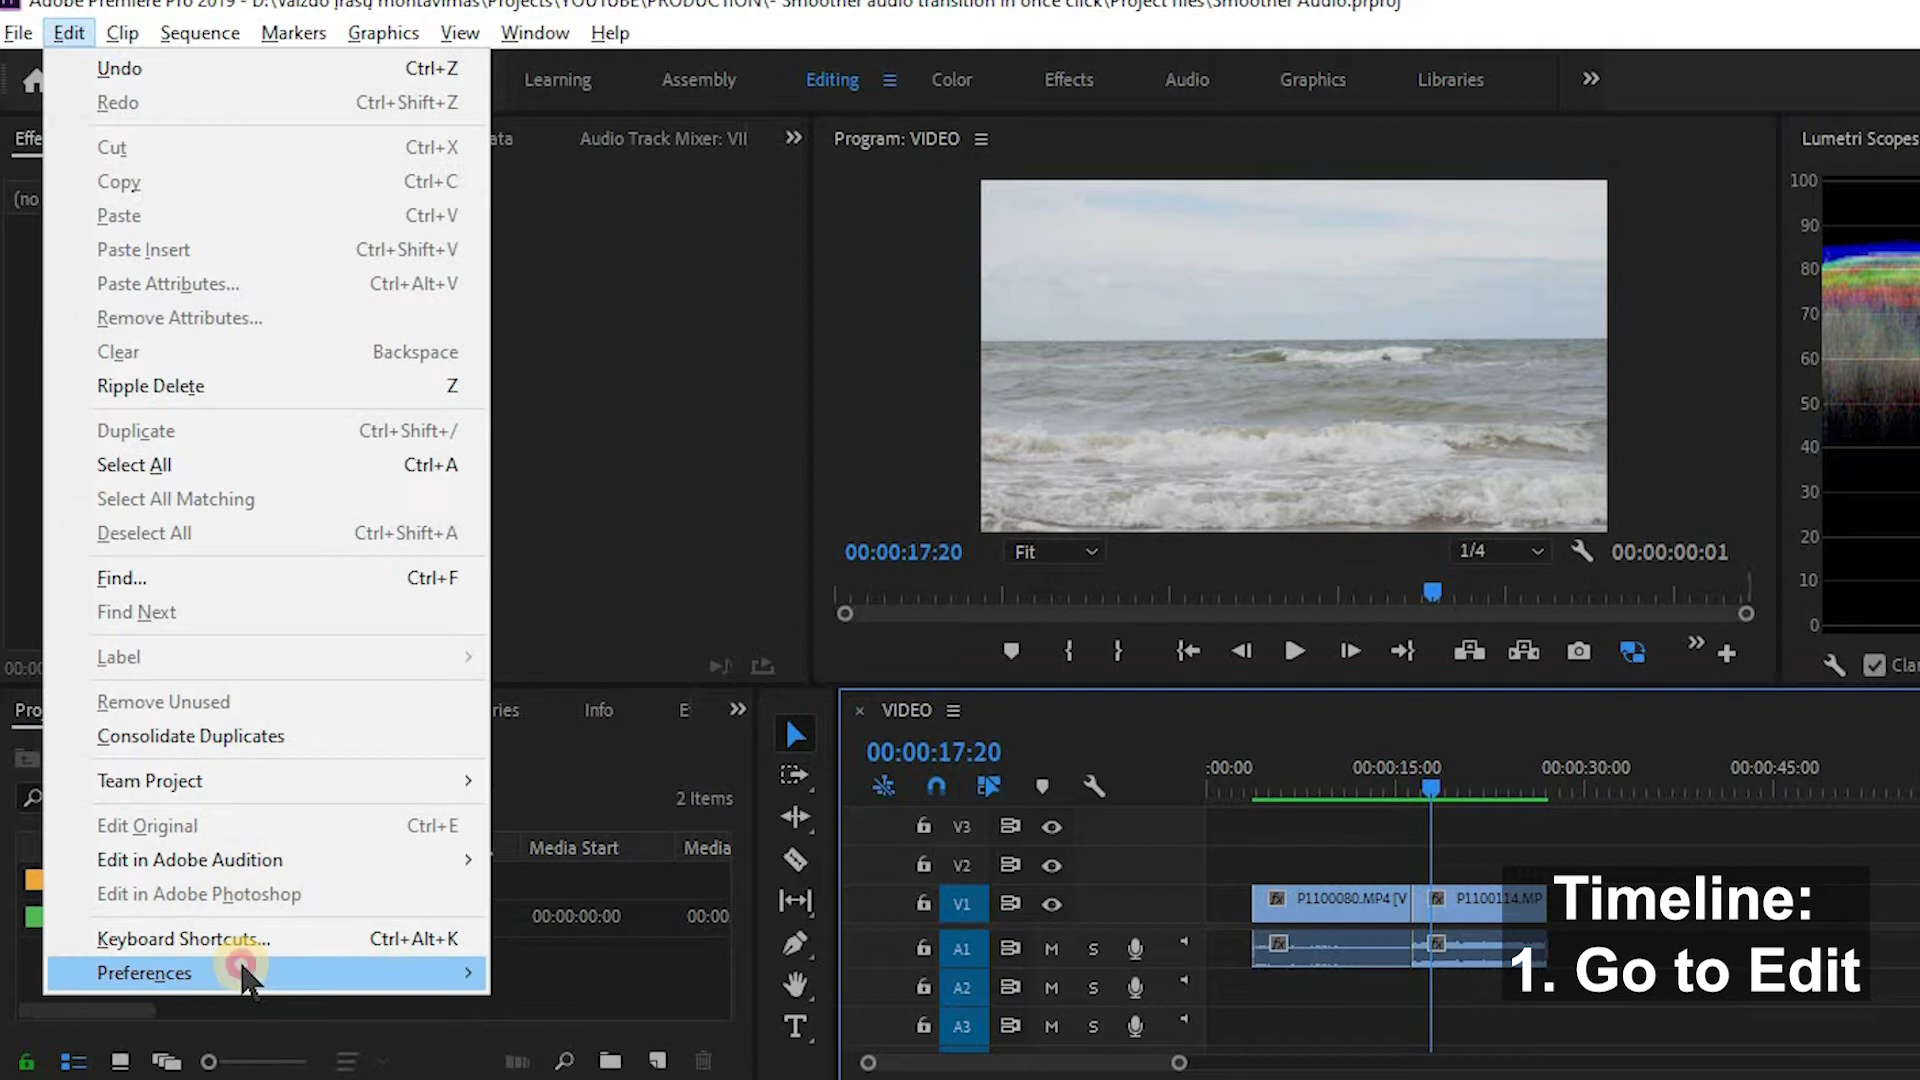 Adobe Premiere Pro 2019 - D:\Vaizdo įrašų montavimas\Projects\YOUTUBE\PRODUCTION\- Smoother audio transition in once click\Project files\Smoother Audio.prproj
File Edit Clip Sequence Markers Graphics View Window Help
Learning Assembly Editing Color Effects Audio Graphics Libraries
Undo Ctrl+Z
Redo Ctrl+Shift+Z
Cut Ctrl+X
Copy Ctrl+C
Paste Ctrl+V
Paste Insert Ctrl+Shift+V
Paste Attributes... Ctrl+Alt+V
Remove Attributes...
Clear Backspace
Ripple Delete Z
Duplicate Ctrl+Shift+/
Select All Ctrl+A
Select All Matching
Deselect All Ctrl+Shift+A
Find... Ctrl+F
Find Next
Label
Remove Unused
Consolidate Duplicates
Team Project
Edit Original Ctrl+E
Edit in Adobe Audition
Edit in Adobe Photoshop
Keyboard Shortcuts... Ctrl+Alt+K
Preferences
Effe
ata Audio Track Mixer: VII
(no
00:00
Program: VIDEO
00:00:17:20 Fit 1/4 00:00:00:01
Lumetri Scopes
100
90
80
70
60
50
40
30
20
10
0
Clar
Pro
ries Info E
2 Items
Media Start Media
00:00:00:00 00:00
× VIDEO
00:00:17:20
:00:00 00:00:15:00 00:00:30:00 00:00:45:00
V3
V2
V1 P1100080.MP4 [V P1100114.MP
A1 M S
A2 M S
A3 M S
fx fx
fx fx
Timeline:
1. Go to Edit